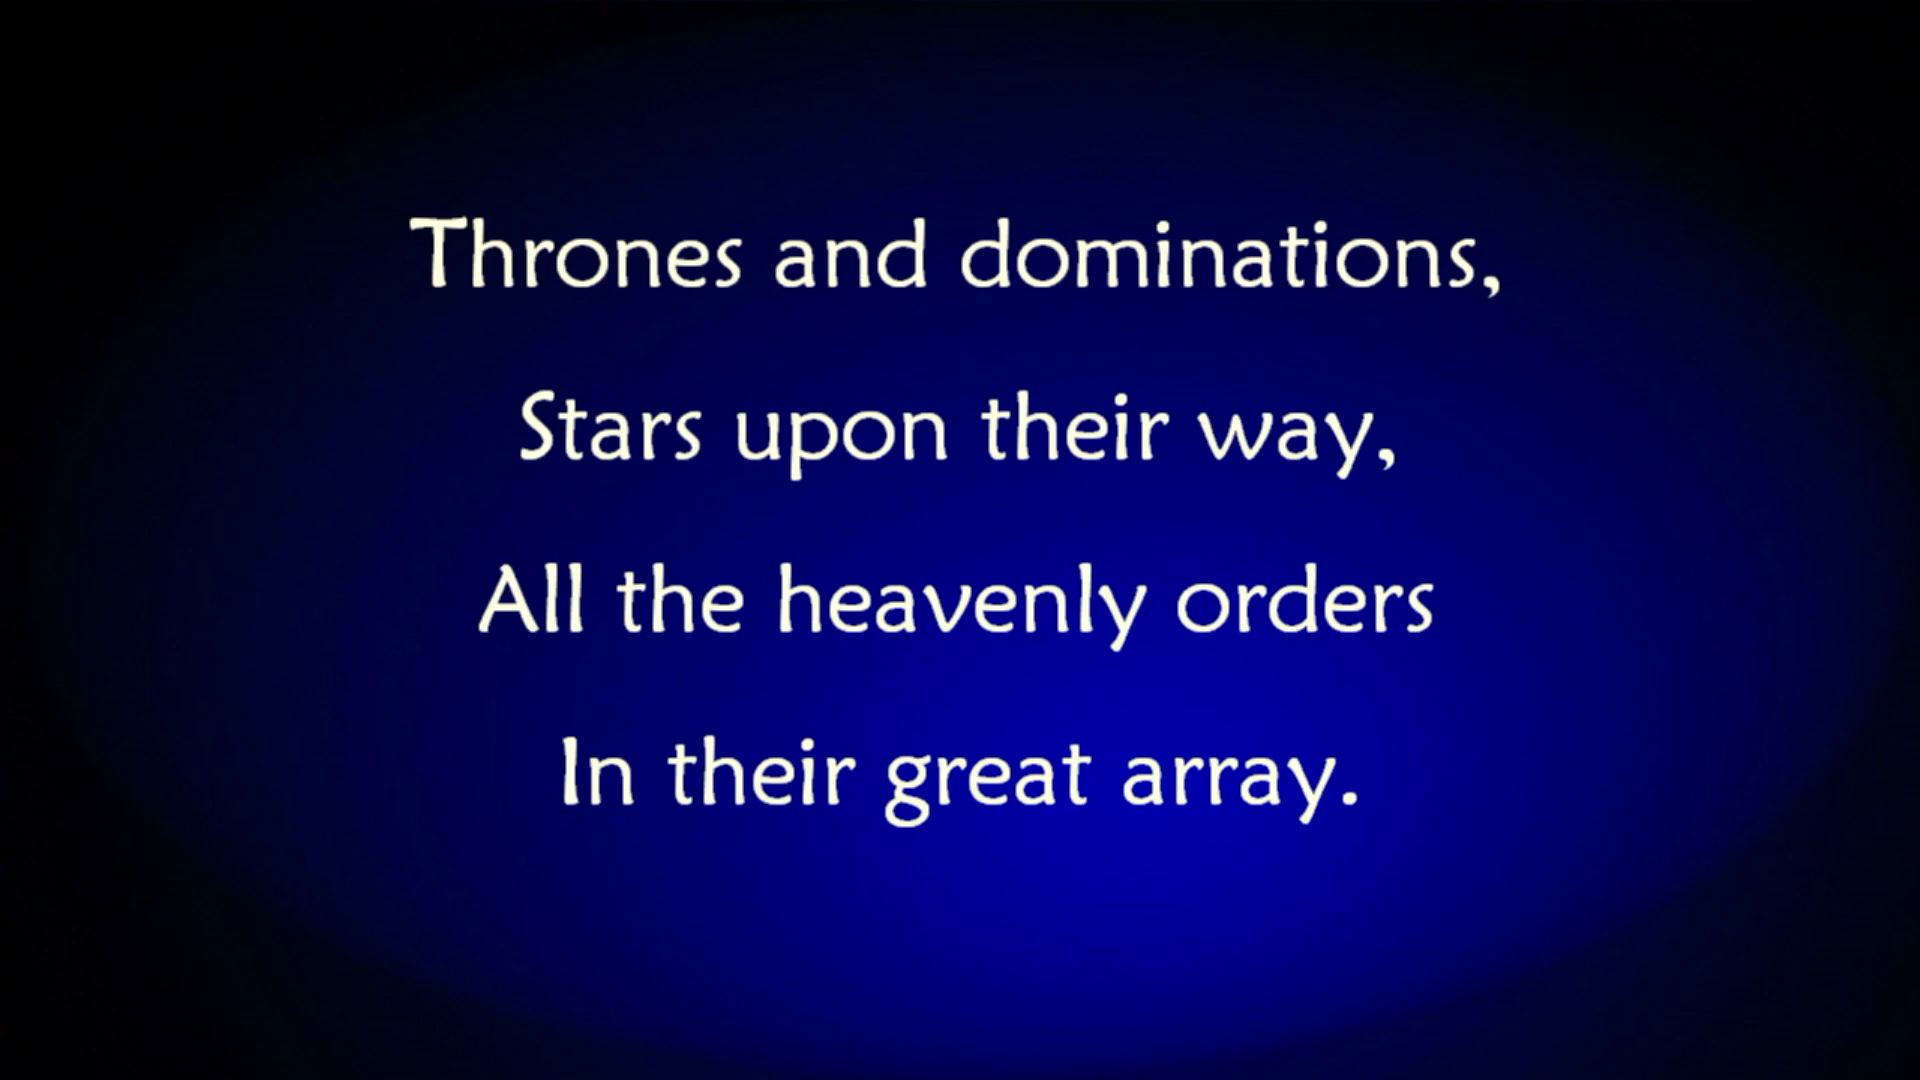 Thrones and dominations,
Stars upon their way,
All the heavenly orders
In their great array.